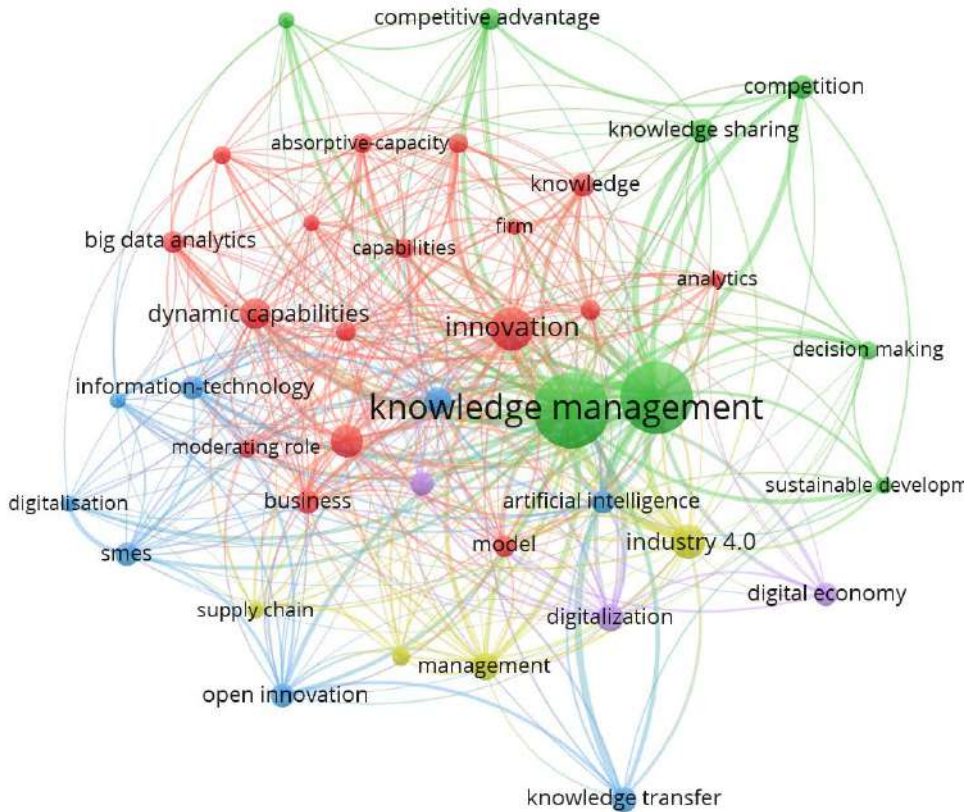 competitive advantage
competition
knowledge sharing
absorptive-capacity
knowledge
firm
big data analytics
capabilities
analytics
dynamic capabilities
innovation
decision making
information-technology
knowledge management
moderating role
digitalisation
business
artificial intelligence
sustainable developm
smes
model
industry 4.0
supply chain
digitalization
digital economy
management
open innovation
knowledge transfer